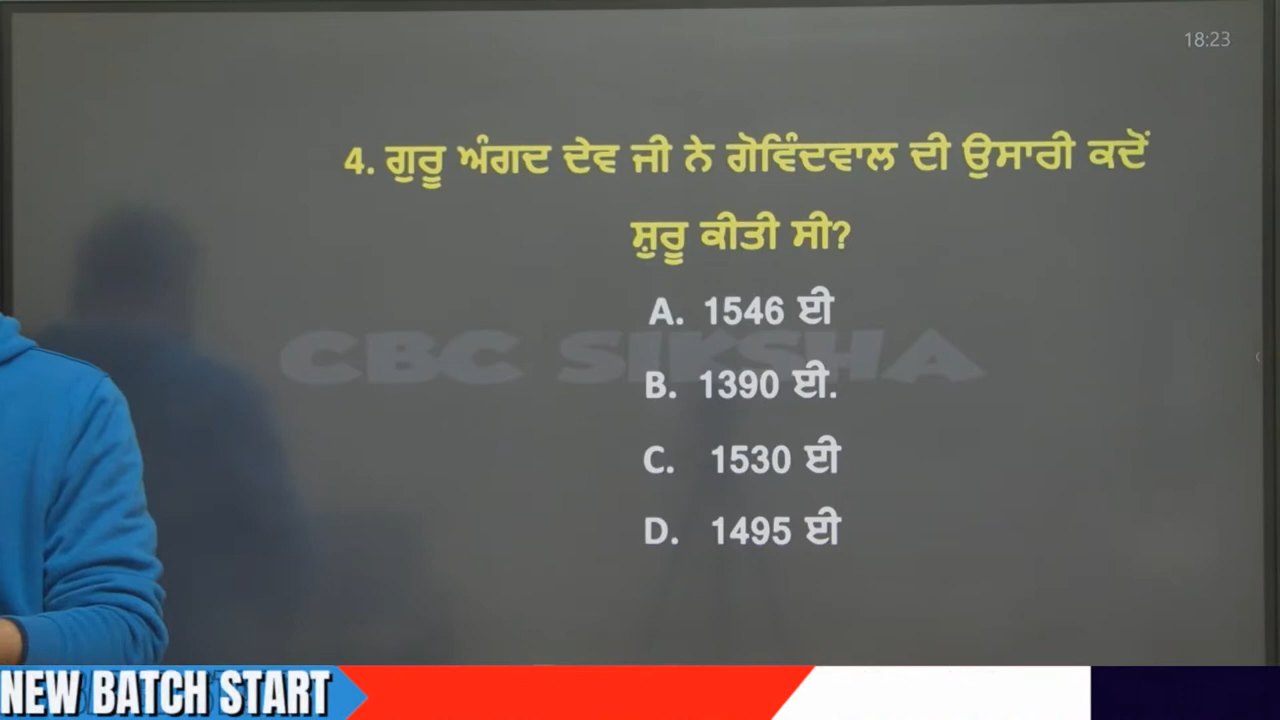 18:23
4. ਗੁਰੂ ਅੰਗਦ ਦੇਵ ਜੀ ਨੇ ਗੋਵਿੰਦਵਾਲ ਦੀ ਉਸਾਰੀ ਕਦੋਂ
ਸ਼ੁਰੂ ਕੀਤੀ ਸੀ?
A. 1546 ਈ
CBC SIKSHA
B. 1390 ਈ.
C. 1530 ਈ
D. 1495 ਈ
NEW BATCH START